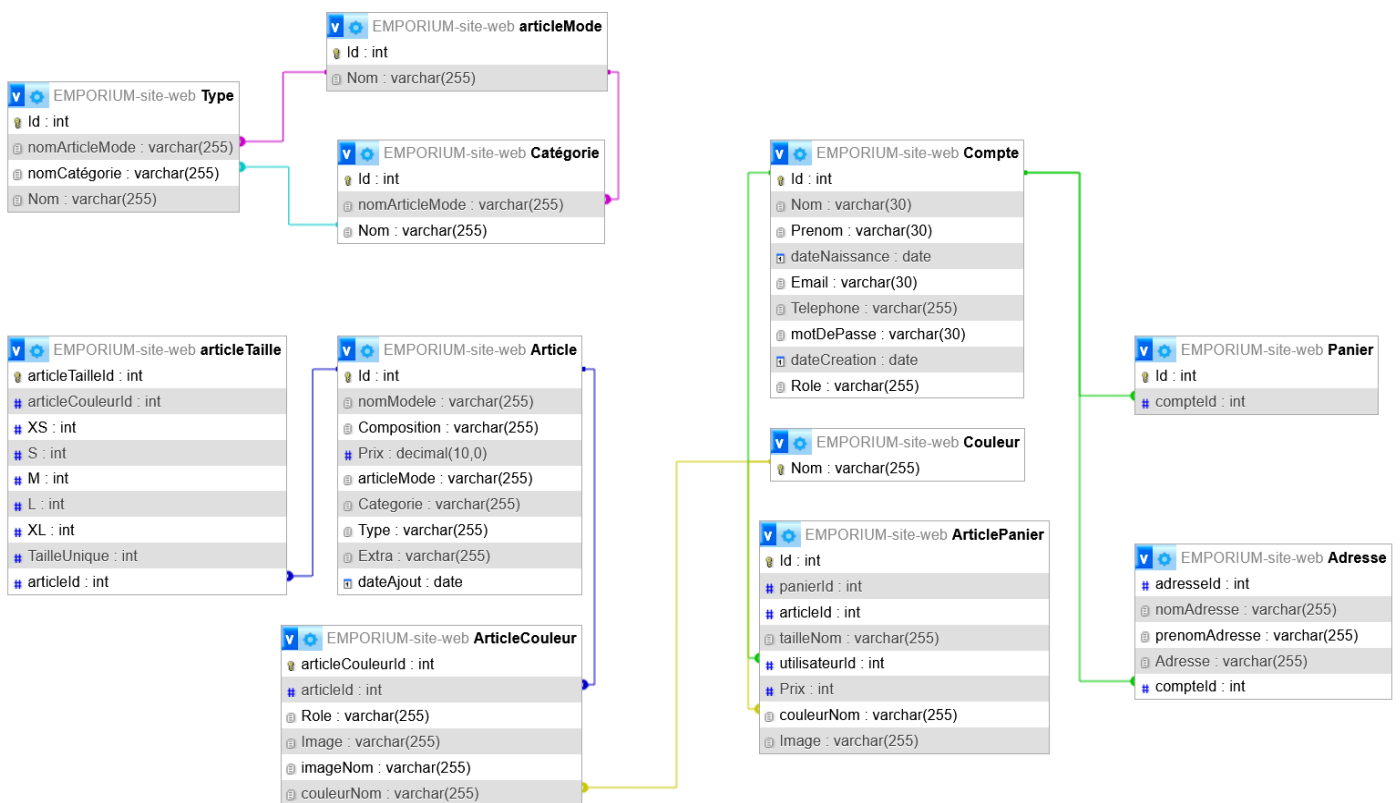 EMPORIUM-site-web articleMode
Id : int
Nom : varchar(255)
EMPORIUM-site-web Type
Id : int
nomArticleMode : varchar(255)
nomCatégorie : varchar(255)
Nom : varchar(255)
EMPORIUM-site-web Catégorie
Id : int
nomArticleMode : varchar(255)
Nom : varchar(255)
EMPORIUM-site-web Compte
Id : int
Nom : varchar(30)
Prenom : varchar(30)
dateNaissance : date
Email : varchar(30)
Telephone : varchar(255)
motDePasse : varchar(30)
dateCreation : date
Role : varchar(255)
EMPORIUM-site-web articleTaille
articleTailleId : int
articleCouleurId : int
XS : int
S : int
M : int
L : int
XL : int
TailleUnique : int
articleId : int
EMPORIUM-site-web Article
Id : int
nomModele : varchar(255)
Composition : varchar(255)
Prix : decimal(10,0)
articleMode : varchar(255)
Categorie : varchar(255)
Type : varchar(255)
Extra : varchar(255)
dateAjout : date
EMPORIUM-site-web Panier
Id : int
compteId : int
EMPORIUM-site-web Couleur
Nom : varchar(255)
EMPORIUM-site-web ArticlePanier
Id : int
panierId : int
articleId : int
tailleNom : varchar(255)
utilisateurId : int
Prix : int
couleurNom : varchar(255)
Image : varchar(255)
EMPORIUM-site-web Adresse
adresseId : int
nomAdresse : varchar(255)
prenomAdresse : varchar(255)
Adresse : varchar(255)
compteId : int
EMPORIUM-site-web ArticleCouleur
articleCouleurId : int
articleId : int
Role : varchar(255)
Image : varchar(255)
imageNom : varchar(255)
couleurNom : varchar(255)